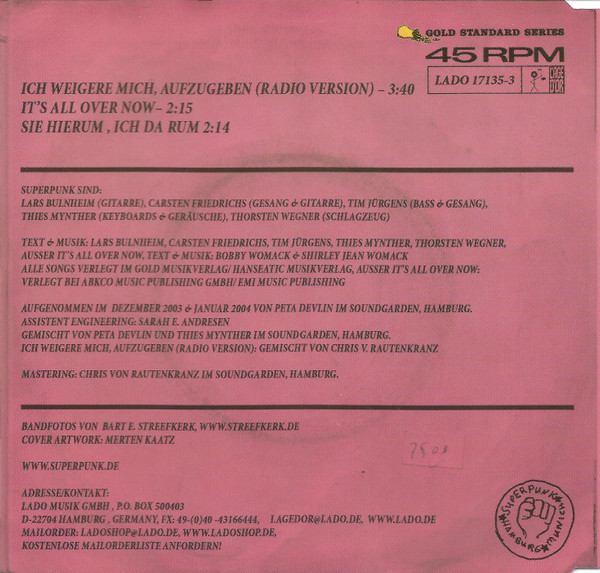 GOLD STANDARD SERIES
45 RPM
LADO 17135-3
ICH WEIGERE MICH, AUFZUGEBEN (RADIO VERSION) – 3:40
IT'S ALL OVER NOW– 2:15
SIE HIERUM , ICH DA RUM 2:14
SUPERPUNK SIND:
LARS BULNHEIM (GITARRE), CARSTEN FRIEDRICHS (GESANG & GITARRE), TIM JÜRGENS (BASS & GESANG),
THIES MYNTHER (KEYBOARDS & GERÄUSCHE), THORSTEN WEGNER (SCHLAGZEUG)
TEXT & MUSIK: LARS BULNHEIM, CARSTEN FRIEDRICHS, TIM JÜRGENS, THIES MYNTHER, THORSTEN WEGNER,
AUSSER IT'S ALL OVER NOW, TEXT & MUSIK: BOBBY WOMACK & SHIRLEY JEAN WOMACK
ALLE SONGS VERLEGT IM GOLD MUSIKVERLAG/ HANSEATIC MUSIKVERLAG, AUSSER IT'S ALL OVER NOW:
VERLEGT BEI ABKCO MUSIC PUBLISHING GMBH/ EMI MUSIC PUBLISHING
AUFGENOMMEN IM DEZEMBER 2003 & JANUAR 2004 VON PETA DEVLIN IM SOUNDGARDEN, HAMBURG.
ASSISTENT ENGINEERING: SARAH E. ANDRESEN
GEMISCHT VON PETA DEVLIN UND THIES MYNTHER IM SOUNDGARDEN, HAMBURG.
ICH WEIGERE MICH, AUFZUGEBEN (RADIO VERSION): GEMISCHT VON CHRIS V. RAUTENKRANZ
MASTERING: CHRIS VON RAUTENKRANZ IM SOUNDGARDEN, HAMBURG.
BANDFOTOS VON BART E. STREEFKERK, WWW.STREEFKERK.DE
COVER ARTWORK: MERTEN KAATZ
WWW.SUPERPUNK.DE
ADRESSE/KONTAKT:
LADO MUSIK GMBH , P.O. BOX 500403
D-22704 HAMBURG , GERMANY, FX: 49-(0)40 -43166444, I.AGEDOR@LADO.DE, WWW.LADO.DE
MAILORDER: LADOSHOP@LADO.DE, WWW.LADOSHOP.DE,
KOSTENLOSE MAILORDERLISTE ANFORDERN!
SUPERPUNK
HAMBURG MUNICH